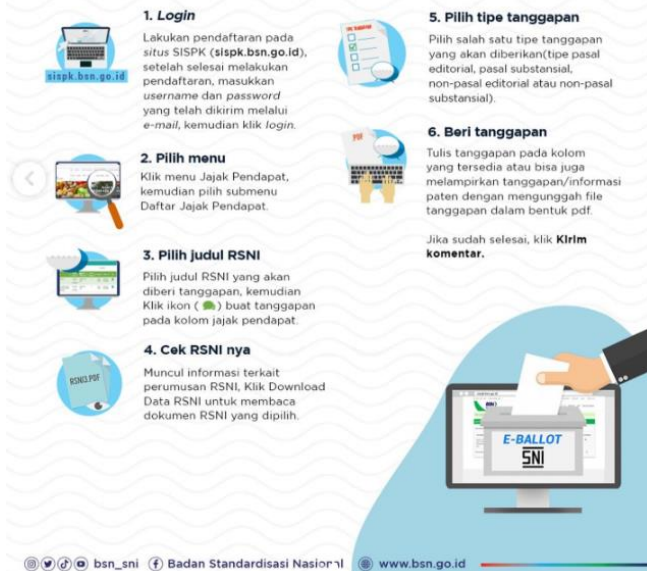 1. Login
Lakukan pendaftaran pada
situs SISPK (sispk.bsn.go.id),
setelah selesai melakukan
pendaftaran, masukkan
username dan password
yang telah dikirim melalui
e-mail, kemudian klik login.
sispk.bsn.go.id
2. Pilih menu
Klik menu Jajak Pendapat,
kemudian pilih submenu
Daftar Jajak Pendapat.
3. Pilih judul RSNI
Pilih judul RSNI yang akan
diberi tanggapan, kemudian
Klik ikon ( ) buat tanggapan
pada kolom jajak pendapat.
4. Cek RSNI nya
Muncul informasi terkait
perumusan RSNI, Klik Download
Data RSNI untuk membaca
dokumen RSNI yang dipilih.
RSNI3.PDF
5. Pilih tipe tanggapan
Pilih salah satu tipe tanggapan
yang akan diberikan(tipe pasal
editorial, pasal substansial,
non-pasal editorial atau non-pasal
substansial).
6. Beri tanggapan
Tulis tanggapan pada kolom
yang tersedia atau bisa juga
melampirkan tanggapan/informasi
paten dengan mengunggah file
tanggapan dalam bentuk pdf.
Jika sudah selesai, klik Kirim
komentar.
PDF
E-BALLOT
SNI
bsn_sni Badan Standardisasi Nasional www.bsn.go.id